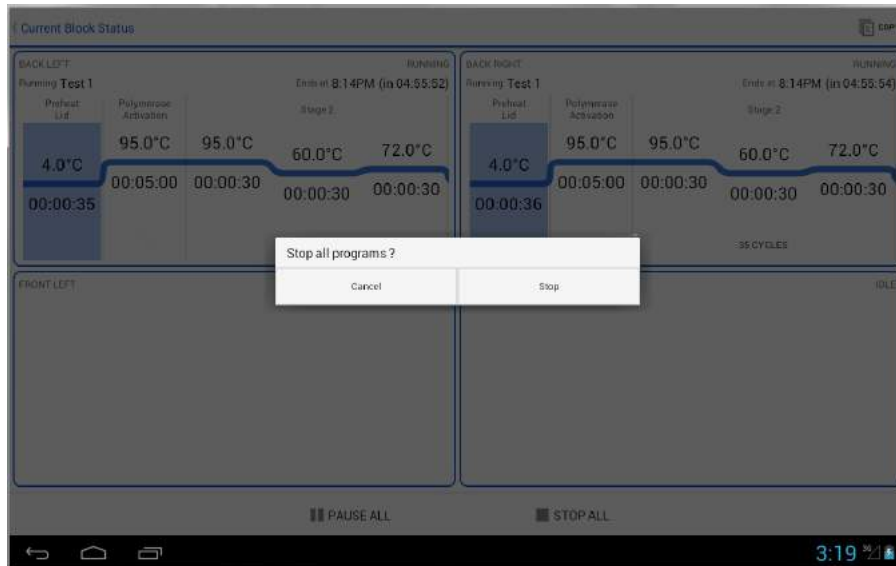 Current Block Status
COP
BACK LEFT RUNNING
Running Test 1 Ends at 8:14PM (in 04:55:52)
Preheat Lid Polymerase Activation Stage 2
4.0°C 95.0°C 95.0°C 60.0°C 72.0°C
00:00:35 00:05:00 00:00:30 00:00:30 00:00:30
BACK RIGHT RUNNING
Running Test 1 Ends at 8:14PM (in 04:55:54)
Preheat Lid Polymerase Activation Stage 2
4.0°C 95.0°C 95.0°C 60.0°C 72.0°C
00:00:36 00:05:00 00:00:30 00:00:30 00:00:30
35 CYCLES
Stop all programs ?
Cancel Stop
FRONT LEFT
IDLE
PAUSE ALL STOP ALL
3:19 3G